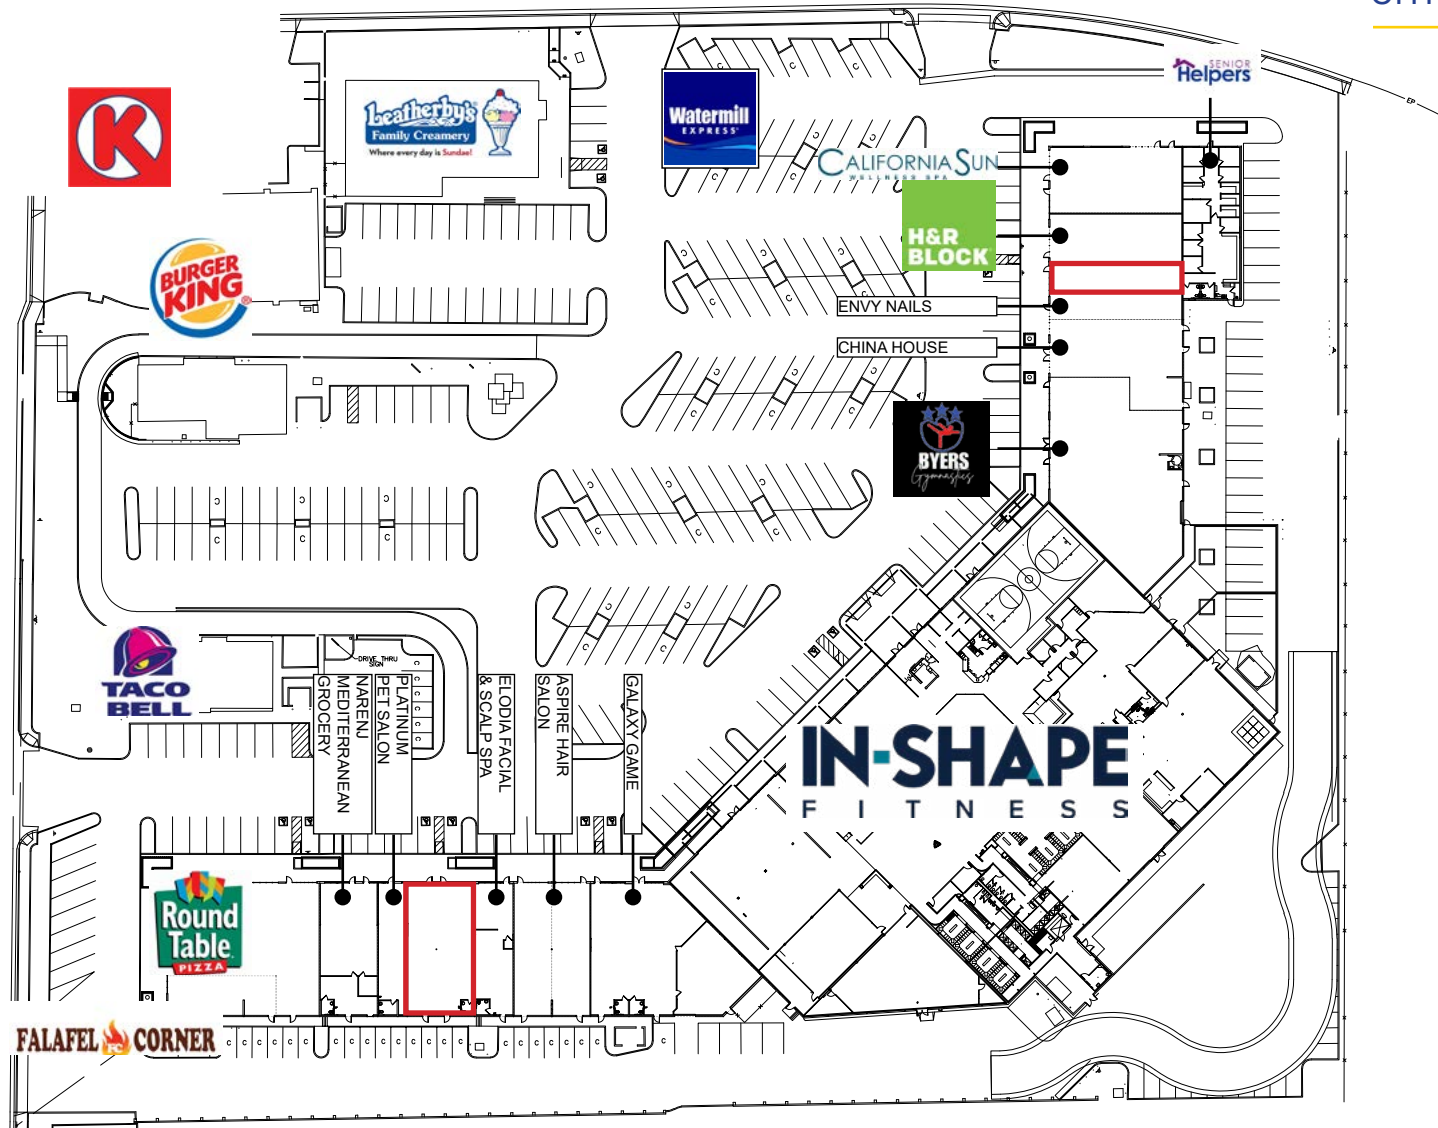 SENIOR
Helpers
K
Leatherby's
Family Creamery
Where every day is Sundae!
Watermill
EXPRESS
CALIFORNIA SUN
WELLNESS SPA
H&R
BLOCK
BURGER
KING
ENVY NAILS
CHINA HOUSE
BYERS
Gymnastics
TACO
BELL
DRIVE THRU
SIGN
NARENJ
MEDITERRANEAN
GROCERY
PLATINUM
PET SALON
ELODIA FACIAL
& SCALP SPA
ASPIRE HAIR
SALON
GALAXY GAME
IN-SHAPE
FITNESS
Round
Table
PIZZA
FALAFEL FC CORNER